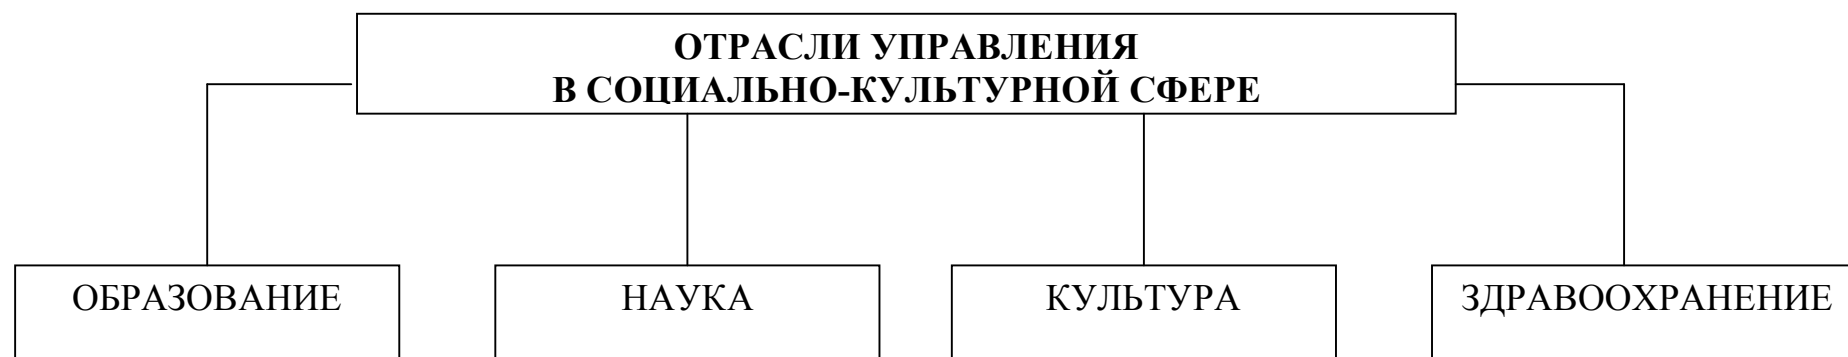 ОТРАСЛИ УПРАВЛЕНИЯ
В СОЦИАЛЬНО-КУЛЬТУРНОЙ СФЕРЕ
ОБРАЗОВАНИЕ
НАУКА
КУЛЬТУРА
ЗДРАВООХРАНЕНИЕ